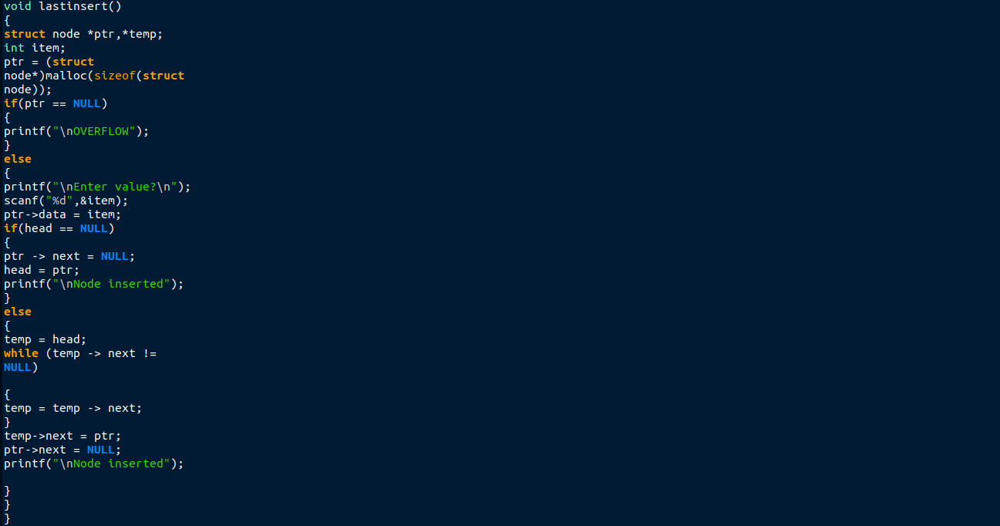 void lastinsert()
{
struct node *ptr,*temp;
int item;
ptr = (struct
node*)malloc(sizeof(struct
node));
if(ptr == NULL)
{
printf("\nOVERFLOW");
}
else
{
printf("\nEnter value?\n");
scanf("%d",&item);
ptr->data = item;
if(head == NULL)
{
ptr -> next = NULL;
head = ptr;
printf("\nNode inserted");
}
else
{
temp = head;
while (temp -> next !=
NULL)
{
temp = temp -> next;
}
temp->next = ptr;
ptr->next = NULL;
printf("\nNode inserted");
}
}
}